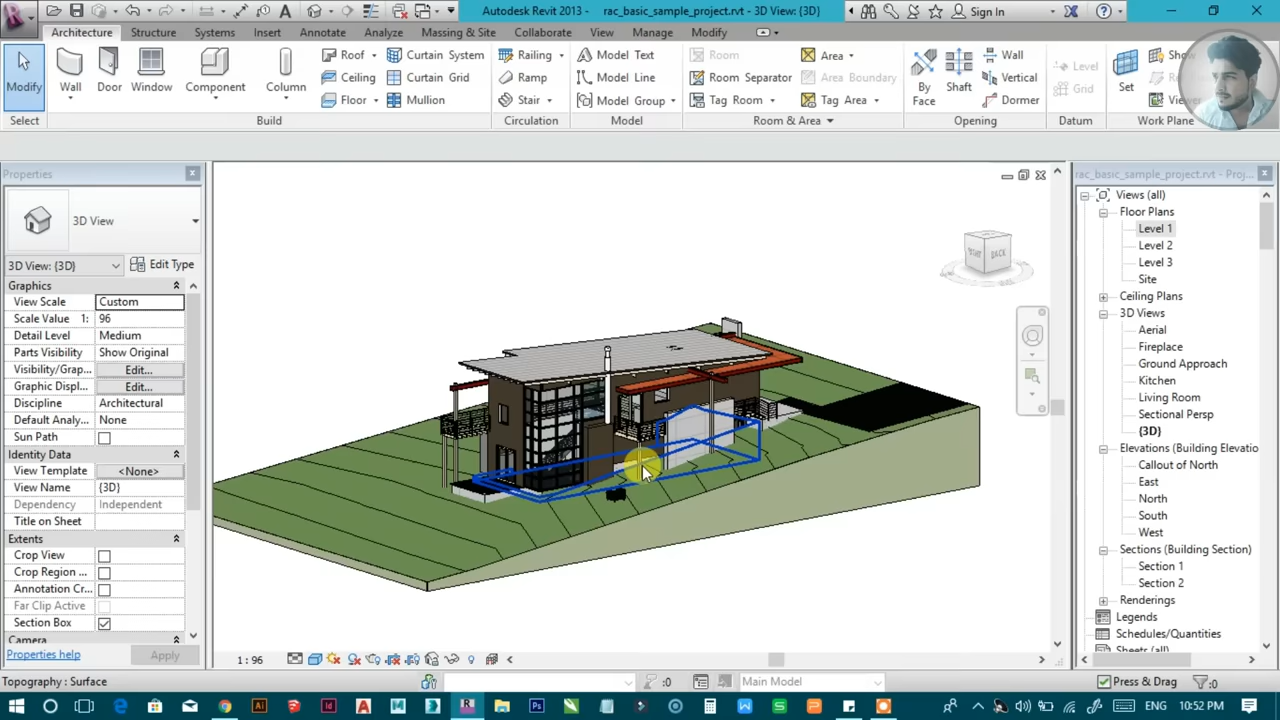 Autodesk Revit 2013 - rac_basic_sample_project.rvt - 3D View: {3D}
Sign In
Architecture Structure Systems Insert Annotate Analyze Massing & Site Collaborate View Manage Modify
Modify
Select
Wall
Door
Window
Component
Column
Roof
Ceiling
Floor
Curtain System
Curtain Grid
Mullion
Build
Railing
Ramp
Stair
Circulation
Model Text
Model Line
Model Group
Model
Room
Room Separator
Tag Room
Area
Area Boundary
Tag Area
Room & Area
By Face
Shaft
Wall
Vertical
Dormer
Opening
Level
Grid
Datum
Set
Show
Viewer
Work Plane
Properties
3D View
3D View: {3D} Edit Type
Graphics
View Scale Custom
Scale Value 1: 96
Detail Level Medium
Parts Visibility Show Original
Visibility/Grap... Edit...
Graphic Displ... Edit...
Discipline Architectural
Default Analy... None
Sun Path
Identity Data
View Template <None>
View Name {3D}
Dependency Independent
Title on Sheet
Extents
Crop View
Crop Region ...
Annotation Cr...
Far Clip Active
Section Box
Camera
Properties help Apply
BACK
1 : 96
rac_basic_sample_project.rvt - Proj...
Views (all)
Floor Plans
Level 1
Level 2
Level 3
Site
Ceiling Plans
3D Views
Aerial
Fireplace
Ground Approach
Kitchen
Living Room
Sectional Persp
{3D}
Elevations (Building Elevatio
Callout of North
East
North
South
West
Sections (Building Section)
Section 1
Section 2
Renderings
Legends
Schedules/Quantities
Sheets (all)
Topography : Surface
:0
Main Model
Press & Drag
:0
10:52 PM